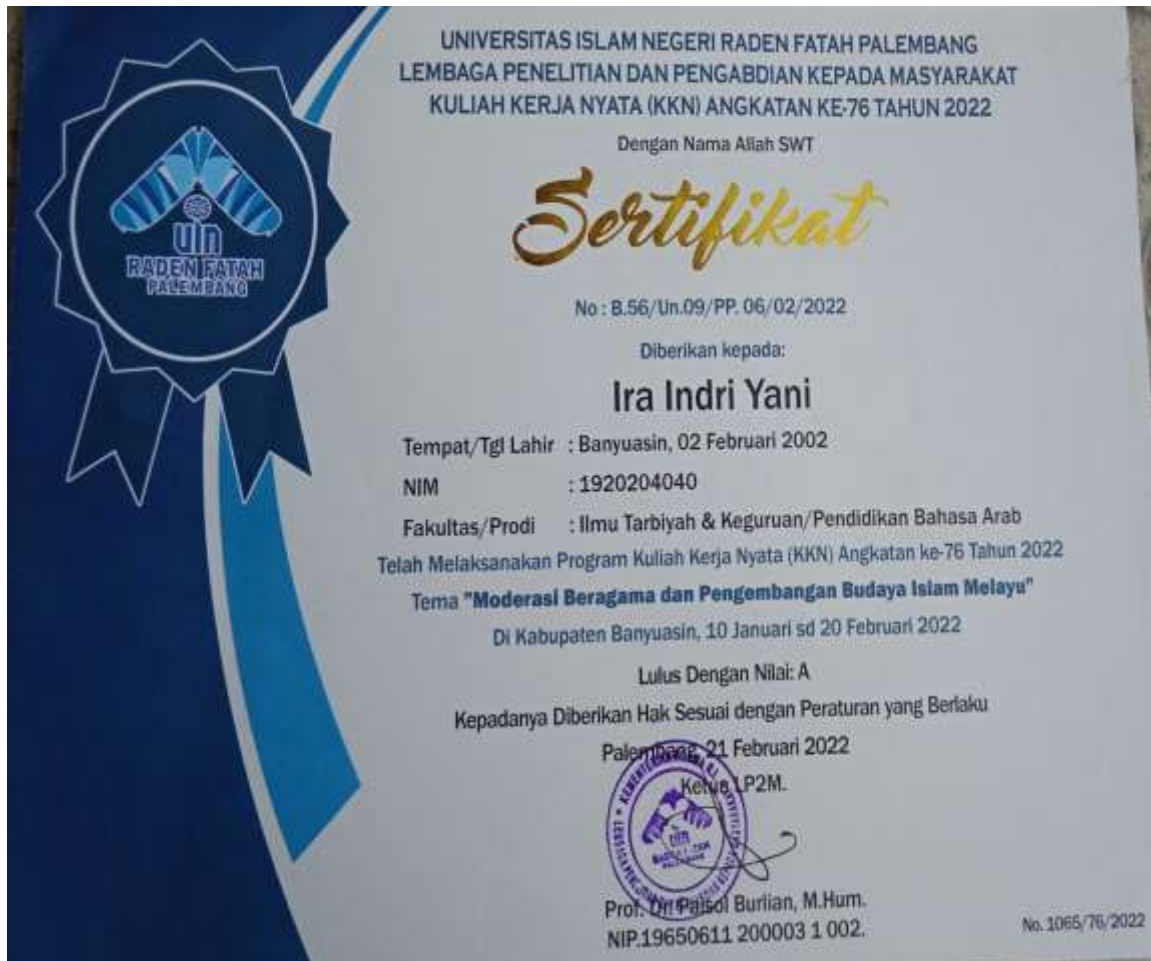 UNIVERSITAS ISLAM NEGERI RADEN FATAH PALEMBANG
LEMBAGA PENELITIAN DAN PENGABDIAN KEPADA MASYARAKAT
KULIAH KERJA NYATA (KKN) ANGKATAN KE-76 TAHUN 2022
Dengan Nama Allah SWT
Sertifikat
uin
RADEN FATAH
PALEMBANG
No : B.56/Un.09/PP. 06/02/2022
Diberikan kepada:
Ira Indri Yani
Tempat/Tgl Lahir : Banyuasin, 02 Februari 2002
NIM : 1920204040
Fakultas/Prodi : Ilmu Tarbiyah & Keguruan/Pendidikan Bahasa Arab
Telah Melaksanakan Program Kuliah Kerja Nyata (KKN) Angkatan ke-76 Tahun 2022
Tema "Moderasi Beragama dan Pengembangan Budaya Islam Melayu"
Di Kabupaten Banyuasin, 10 Januari sd 20 Februari 2022
Lulus Dengan Nilai: A
Kepadanya Diberikan Hak Sesuai dengan Peraturan yang Berlaku
Palembang, 21 Februari 2022
Ketua LP2M.
Prof. Dr. Paisol Burlian, M.Hum.
NIP.19650611 200003 1 002.
No. 1065/76/2022